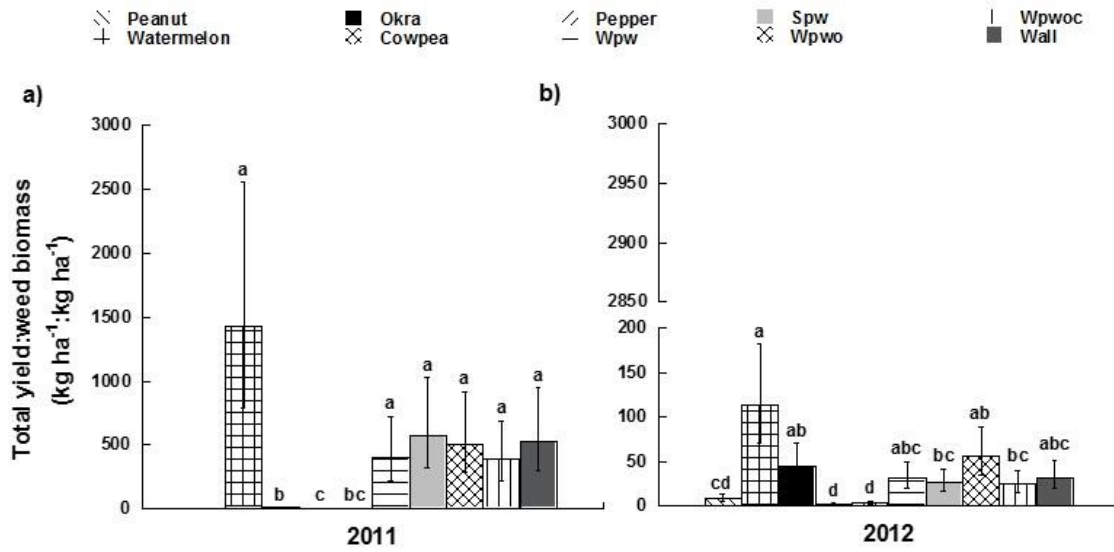 Peanut Okra Pepper Spw Wpwoc
Watermelon Cowpea Wpw Wpwo Wall
a) b)
Total yield:weed biomass
(kg ha⁻¹:kg ha⁻¹)
3000
2500
2000
1500
1000
500
0
a
b
c
bc
a
a
a
a
a
2011
3000
2950
2900
2850
200
150
100
50
0
cd
a
ab
d
d
abc
bc
ab
bc
abc
2012